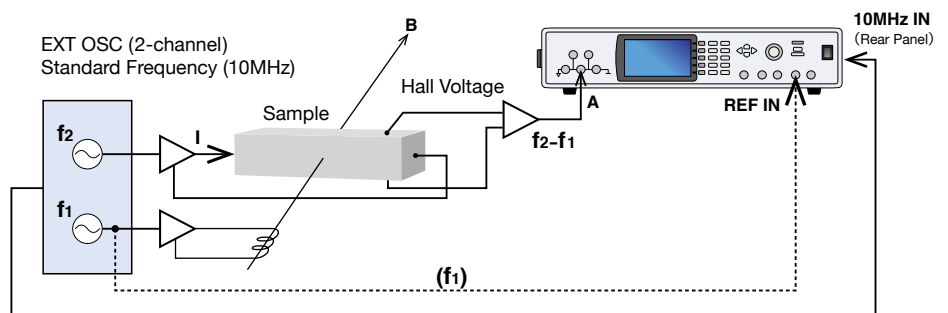 B
10MHz IN
(Rear Panel)
EXT OSC (2-channel)
Standard Frequency (10MHz)
Hall Voltage
A
REF IN
Sample
f2
I
f2-f1
f1
(f1)